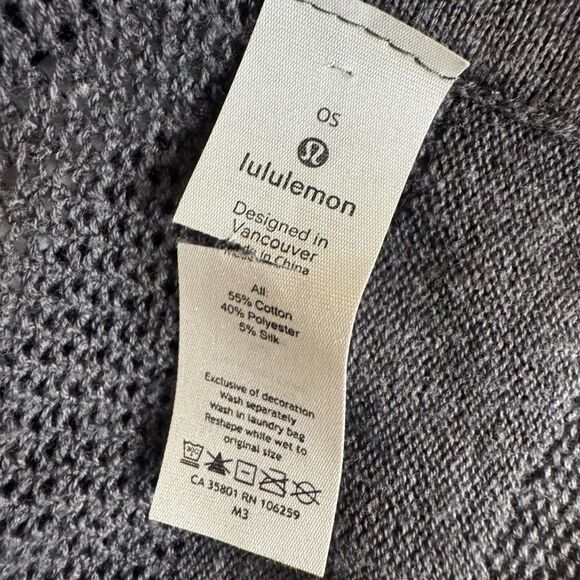 OS
lululemon
Designed in
Vancouver
Made in China
All:
55% Cotton
40% Polyester
5% Silk
Exclusive of decoration
Wash separately
Wash in laundry bag
Reshape while wet to
original size
CA 35801 RN 106259
M3